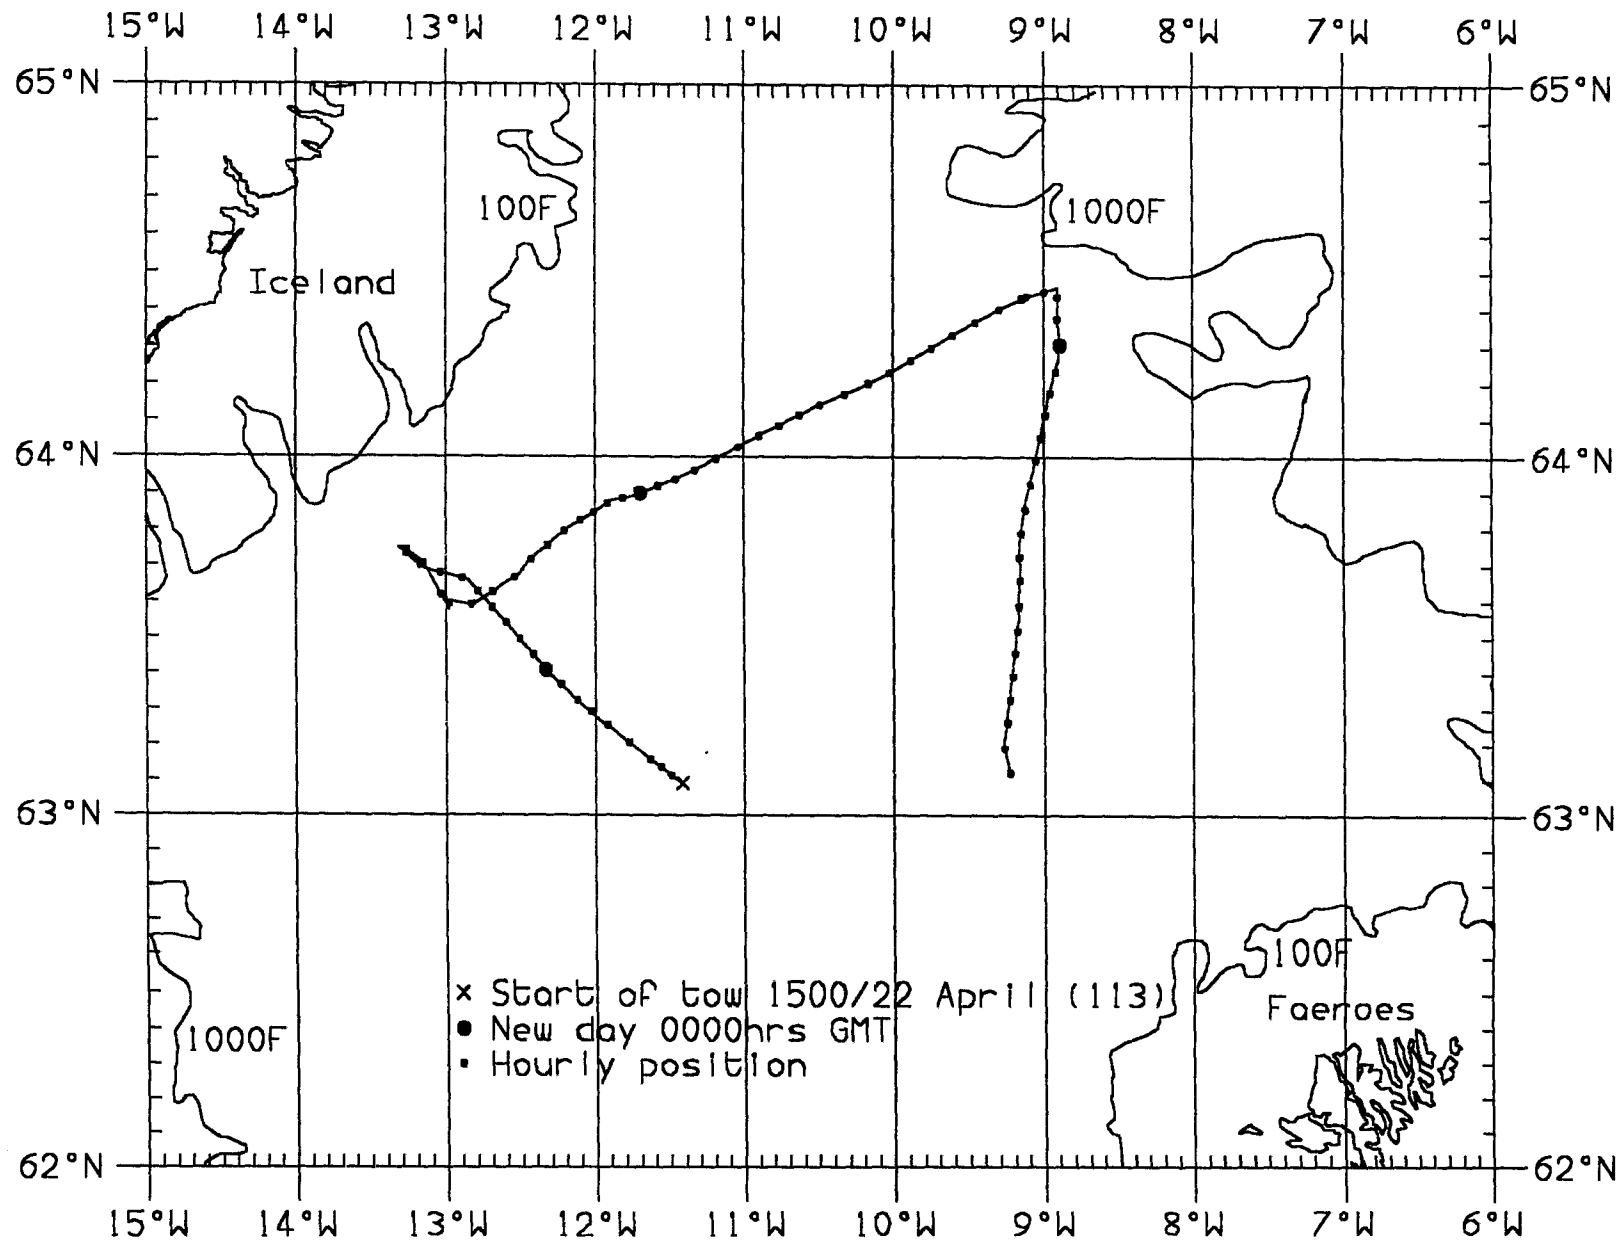 15°W 14°W 13°W 12°W 11°W 10°W 9°W 8°W 7°W 6°W
65°N 65°N
100F 1000F
Iceland
64°N 64°N
63°N 63°N
100F
× Start of tow 1500/22 April (113)
Faeroes
● New day 0000hrs GMT
1000F
▪ Hourly position
62°N 62°N
15°W 14°W 13°W 12°W 11°W 10°W 9°W 8°W 7°W 6°W